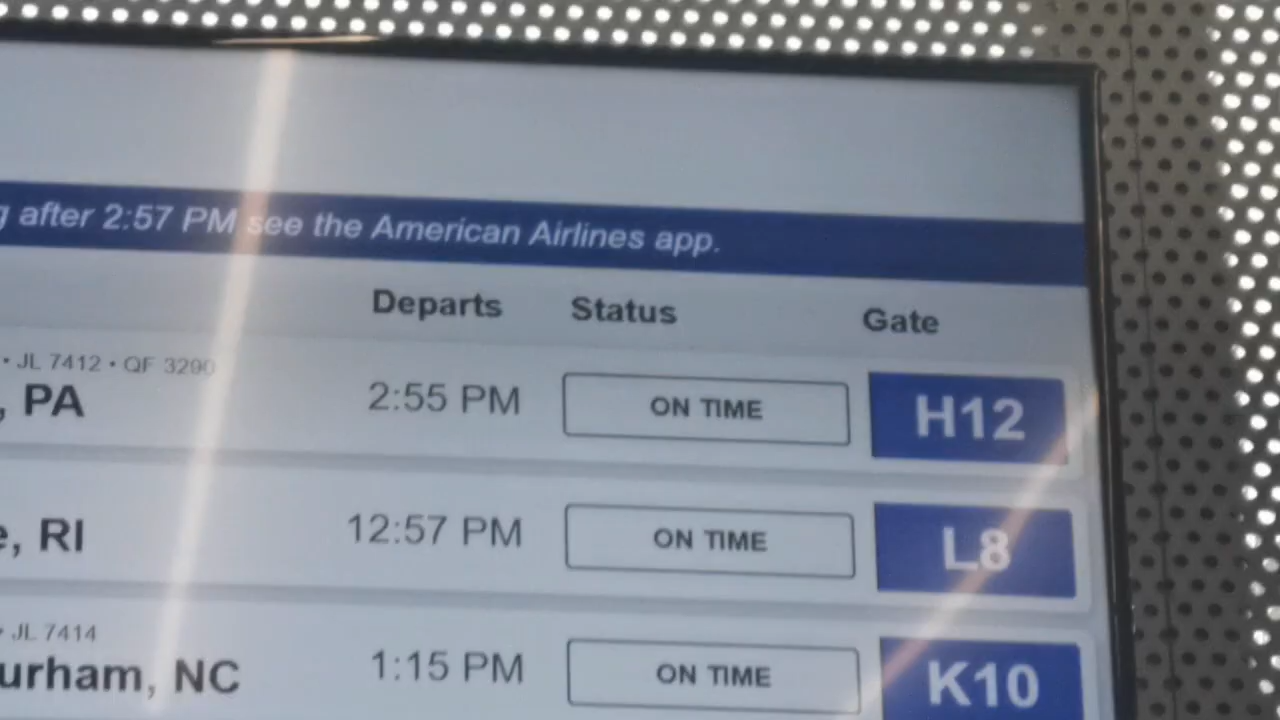 after 2:57 PM see the American Airlines app.
Departs Status Gate
• JL 7412 • QF 3290
, PA 2:55 PM ON TIME H12
e, RI 12:57 PM ON TIME L8
• JL 7414
urham, NC 1:15 PM ON TIME K10